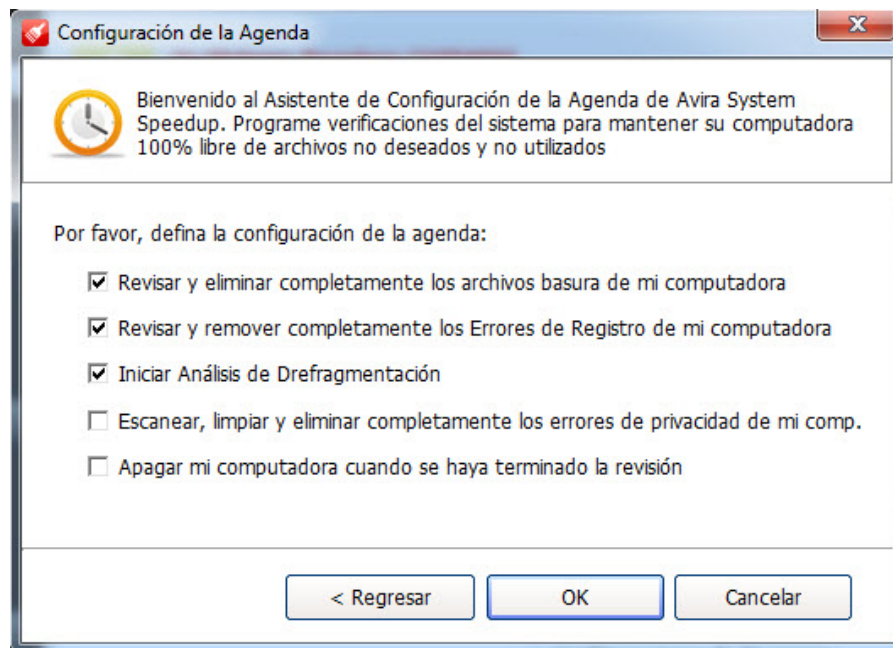 Configuración de la Agenda
Bienvenido al Asistente de Configuración de la Agenda de Avira System
Speedup. Programe verificaciones del sistema para mantener su computadora
100% libre de archivos no deseados y no utilizados
Por favor, defina la configuración de la agenda:
Revisar y eliminar completamente los archivos basura de mi computadora
Revisar y remover completamente los Errores de Registro de mi computadora
Iniciar Análisis de Drefragmentación
Escanear, limpiar y eliminar completamente los errores de privacidad de mi comp.
Apagar mi computadora cuando se haya terminado la revisión
< Regresar
OK
Cancelar